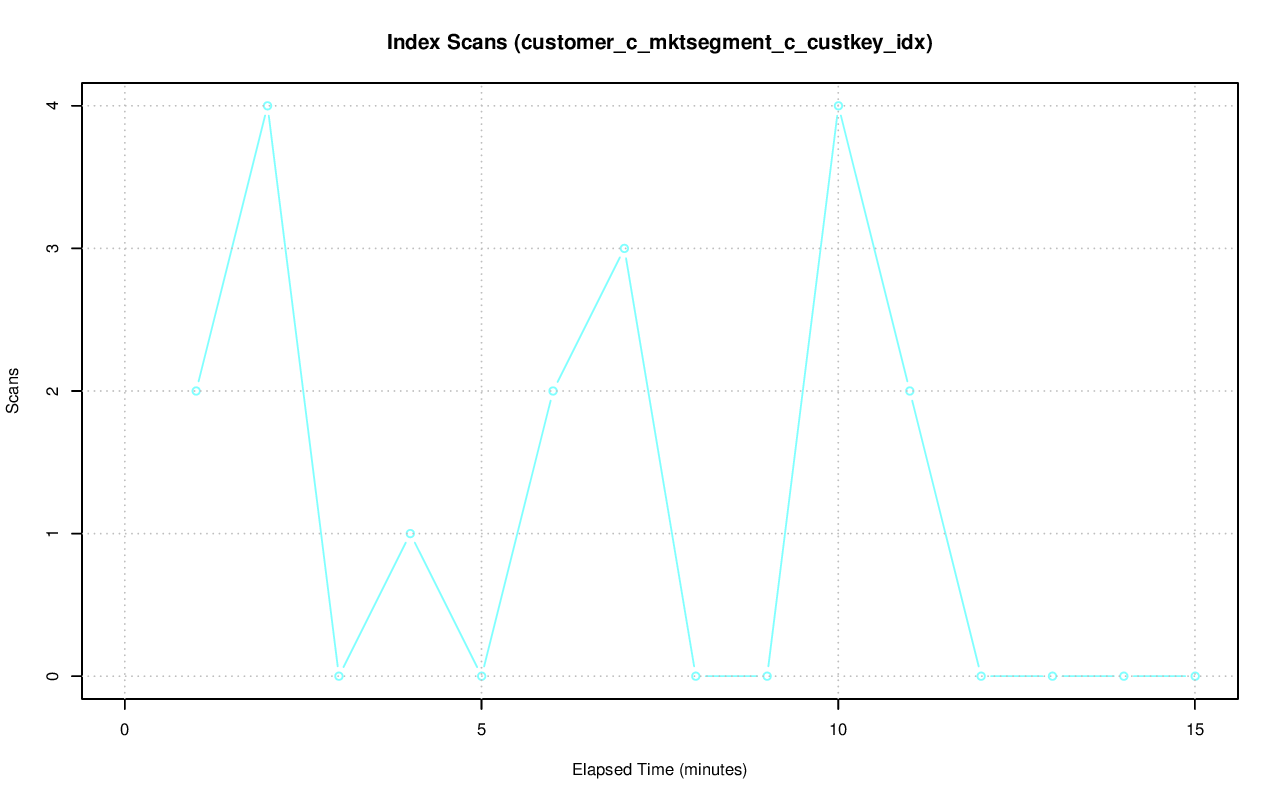 Index Scans (customer_c_mktsegment_c_custkey_idx)
4
3
2
1
0
Scans
0 5 10 15
Elapsed Time (minutes)